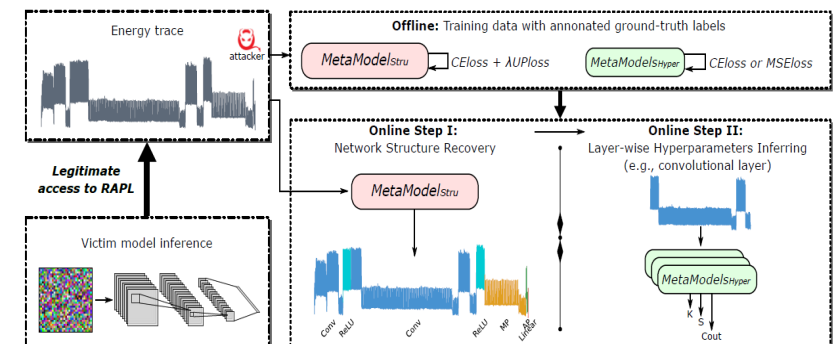 Energy trace
attacker
Legitimate
access to RAPL
Victim model inference
Offline: Training data with annonated ground-truth labels
MetaModelStru
CEloss + λUPloss
MetaModelsHyper
CEloss or MSEloss
Online Step I:
Network Structure Recovery
MetaModelStru
Conv
ReLU
Conv
ReLU
MP
AP
Linear
Online Step II:
Layer-wise Hyperparameters Inferring
(e.g., convolutional layer)
MetaModelsHyper
K
S
Cout